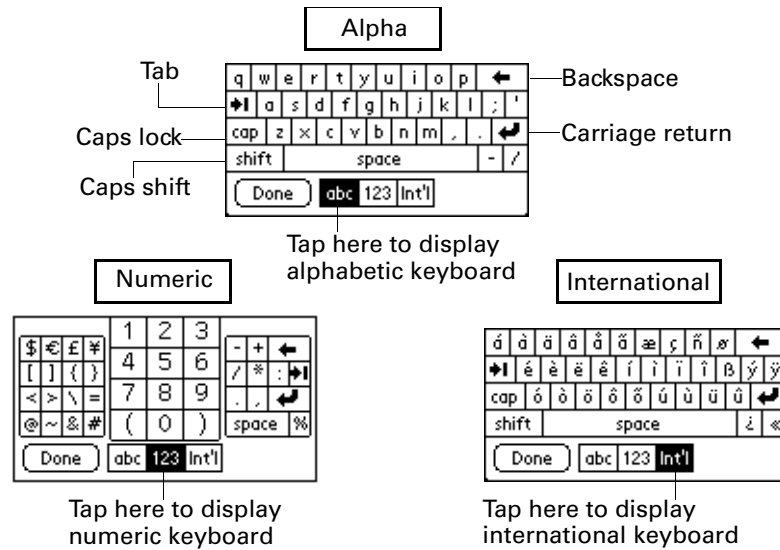 Alpha
Tab
q w e r t y u i o p
Backspace
a s d f g h j k l ; '
Caps lock
cap z x c v b n m , .
Carriage return
shift space - /
Caps shift
Done abc 123 Int'l
Tap here to display
alphabetic keyboard
Numeric
$ € £ ¥ 1 2 3 - +
[ ] { } 4 5 6 / * :
< > \ = 7 8 9 . ,
@ ~ & # ( 0 ) space %
Done abc 123 Int'l
Tap here to display
numeric keyboard
International
á à ä â å ã æ ç ñ ø
é è ë ê í ì ï î ß ý ÿ
cap ó ò ö ô õ ú ù ü û
shift space ¿ «
Done abc 123 Int'l
Tap here to display
international keyboard